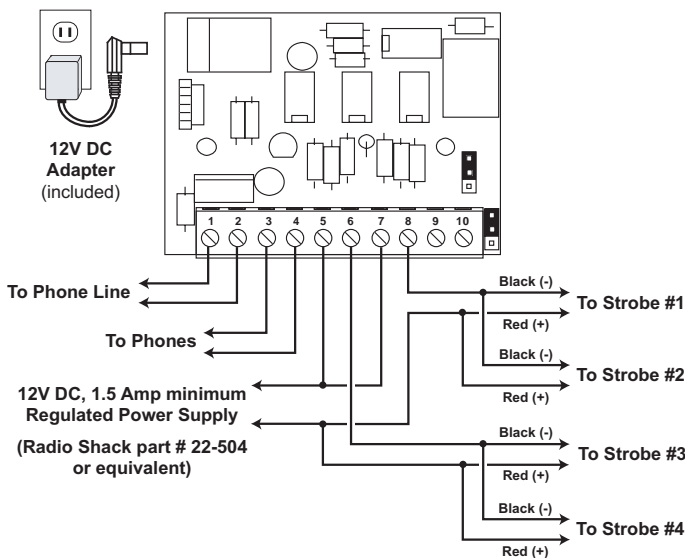 12V DC
Adapter
(included)
1 2 3 4 5 6 7 8 9 10
To Phone Line
To Phones
12V DC, 1.5 Amp minimum
Regulated Power Supply
(Radio Shack part # 22-504
or equivalent)
Black (-)
To Strobe #1
Red (+)
Black (-)
To Strobe #2
Red (+)
Black (-)
To Strobe #3
Red (+)
Black (-)
To Strobe #4
Red (+)